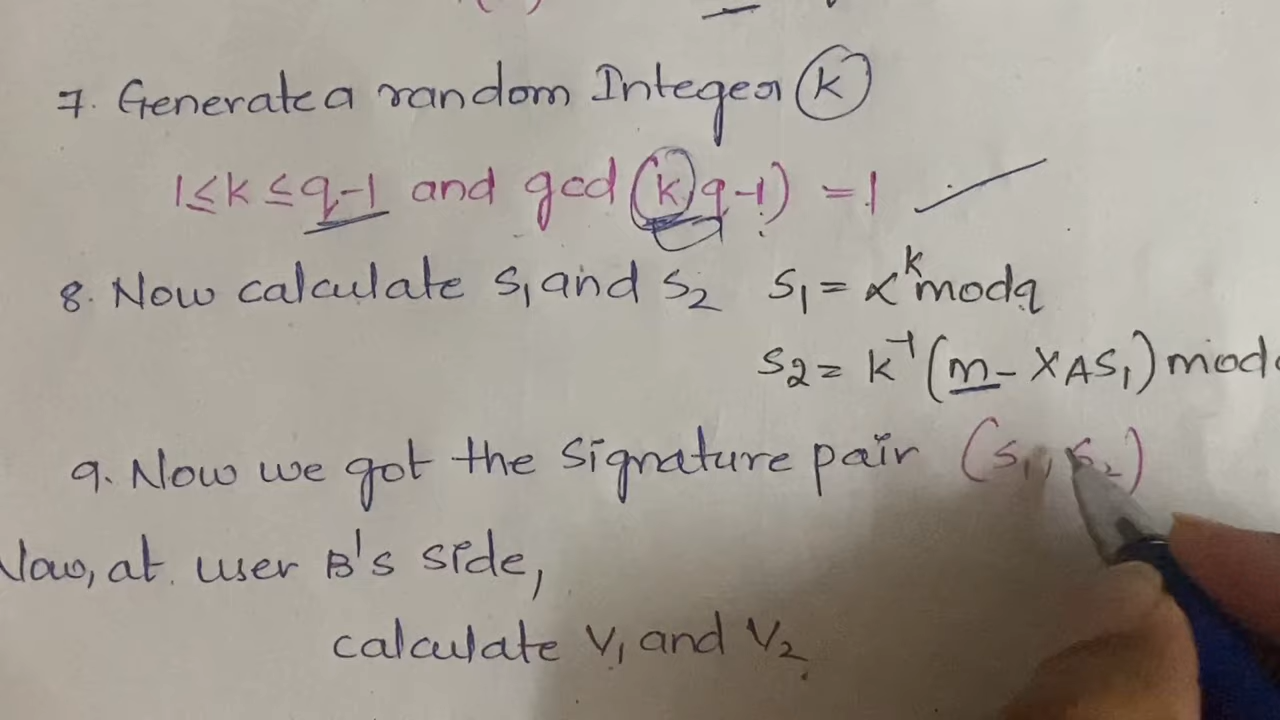 7. Generate a random Integer k
1≤k≤q-1 and gcd(k,q-1) =1
8. Now calculate S₁ and S₂ S₁ = α^k mod q
S₂ = k⁻¹(m - XAS₁) mod
9. Now we got the signature pair (S₁, S₂)
Now, at user B's side,
calculate V₁ and V₂